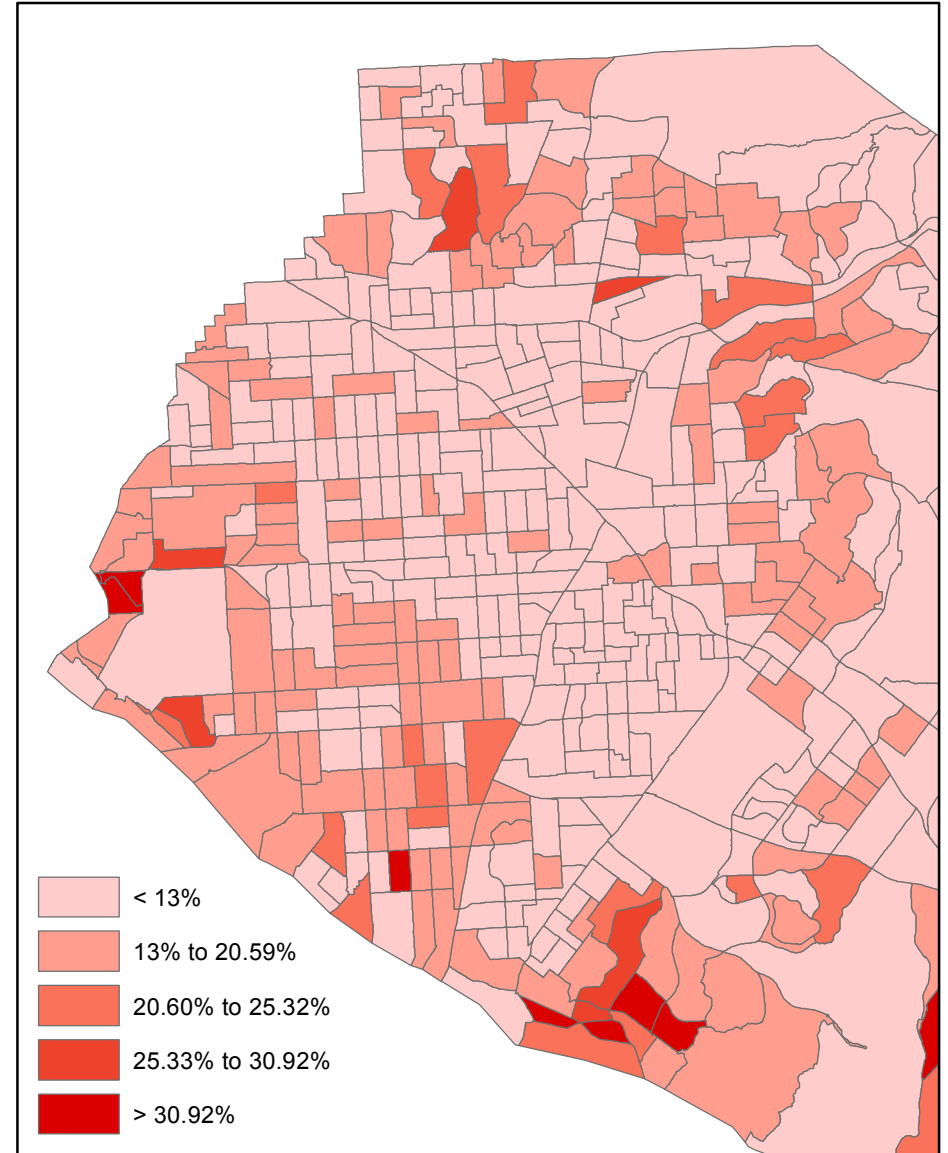 < 13%
13% to 20.59%
20.60% to 25.32%
25.33% to 30.92%
> 30.92%